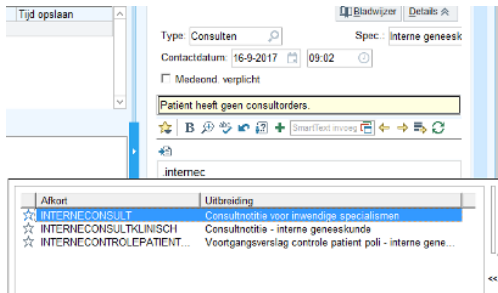 Tijd opslaan
Bladwijzer Details
Type: Consulten Spec.: Interne geneesk
Contactdatum: 16-9-2017 09:02
Medeond. verplicht
Patiënt heeft geen consultorders.
B SmartText invoeg
.internec
Afkort Uitbreiding
INTERNECONSULT Consultnotitie voor inwendige specialismen
INTERNECONSULTKLINISCH Consultnotitie - interne geneeskunde
INTERNECONTROLEPATIENT... Voortgangsverslag controle patient poli - interne gene...
<<